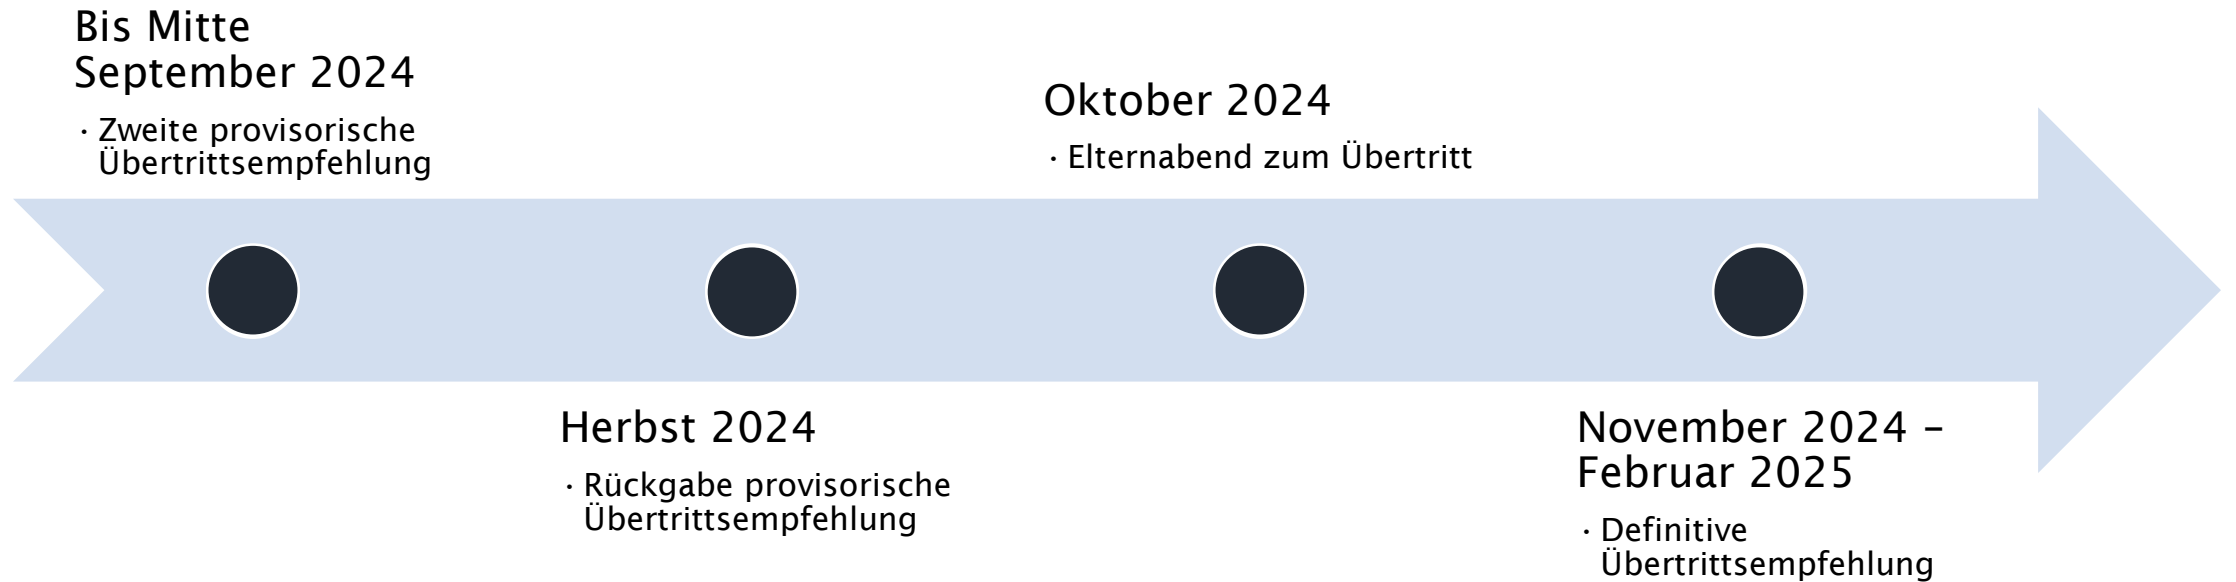 Bis Mitte
September 2024
· Zweite provisorische
Übertrittsempfehlung
Herbst 2024
· Rückgabe provisorische
Übertrittsempfehlung
Oktober 2024
· Elternabend zum Übertritt
November 2024 –
Februar 2025
· Definitive
Übertrittsempfehlung